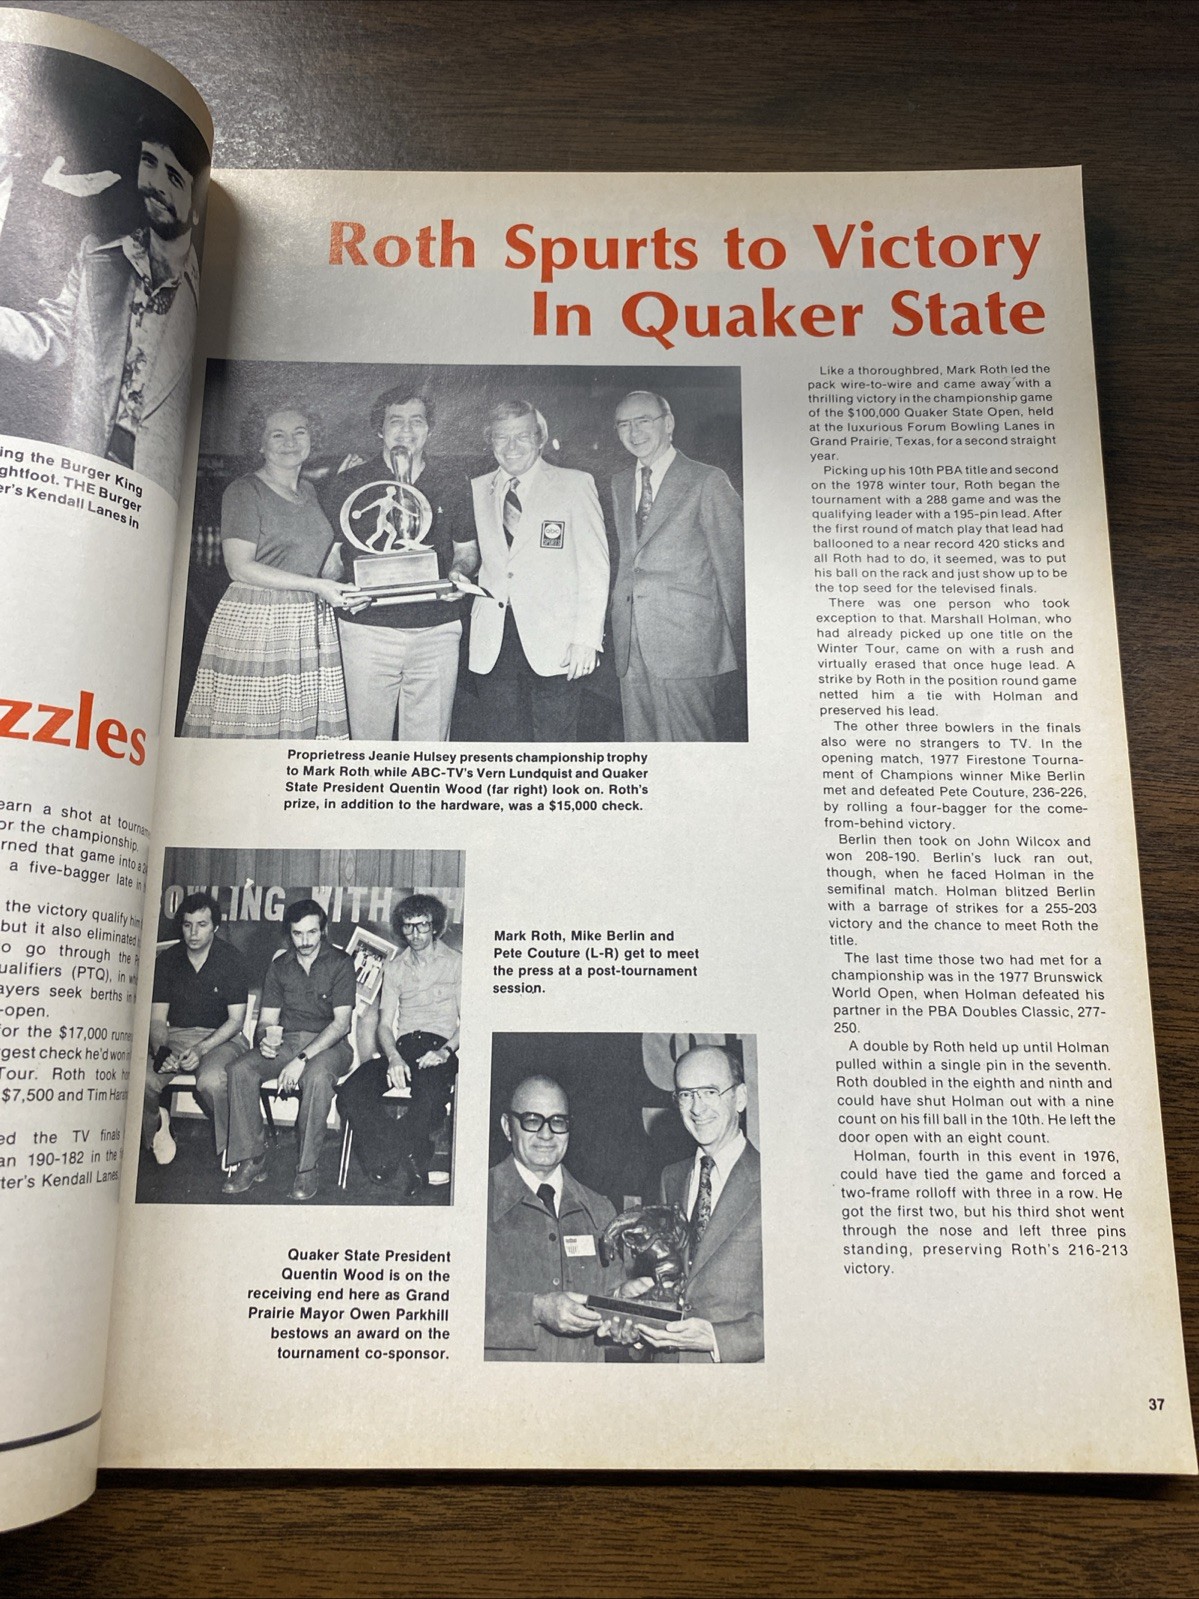 ing the Burger King
ghtfoot. THE Burger
er's Kendall Lanes in
zzles
earn a shot at
or the championship.
rned that game into a
a five-bagger late in
the victory qualify
but it also eliminated
o go through the
ualifiers (PTQ), in
ayers seek berths in
-open.
or the $17,000
gest check he'd won
Tour. Roth took
$7,500 and Tim
ed the TV finals
an 190-182 in the
ter's Kendall Lanes
Roth Spurts to Victory
In Quaker State
abc
SPORTS
Proprietress Jeanie Hulsey presents championship trophy
to Mark Roth while ABC-TV's Vern Lundquist and Quaker
State President Quentin Wood (far right) look on. Roth's
prize, in addition to the hardware, was a $15,000 check.
OWLING WITH TH
Mark Roth, Mike Berlin and
Pete Couture (L-R) get to meet
the press at a post-tournament
session.
Quaker State President
Quentin Wood is on the
receiving end here as Grand
Prairie Mayor Owen Parkhill
bestows an award on the
tournament co-sponsor.
Like a thoroughbred, Mark Roth led the
pack wire-to-wire and came away with a
thrilling victory in the championship game
of the $100,000 Quaker State Open, held
at the luxurious Forum Bowling Lanes in
Grand Prairie, Texas, for a second straight
year.
Picking up his 10th PBA title and second
on the 1978 winter tour, Roth began the
tournament with a 288 game and was the
qualifying leader with a 195-pin lead. After
the first round of match play that lead had
ballooned to a near record 420 sticks and
all Roth had to do, it seemed, was to put
his ball on the rack and just show up to be
the top seed for the televised finals.
There was one person who took
exception to that. Marshall Holman, who
had already picked up one title on the
Winter Tour, came on with a rush and
virtually erased that once huge lead. A
strike by Roth in the position round game
netted him a tie with Holman and
preserved his lead.
The other three bowlers in the finals
also were no strangers to TV. In the
opening match, 1977 Firestone Tourna-
ment of Champions winner Mike Berlin
met and defeated Pete Couture, 236-226,
by rolling a four-bagger for the come-
from-behind victory.
Berlin then took on John Wilcox and
won 208-190. Berlin's luck ran out,
though, when he faced Holman in the
semifinal match. Holman blitzed Berlin
with a barrage of strikes for a 255-203
victory and the chance to meet Roth the
title.
The last time those two had met for a
championship was in the 1977 Brunswick
World Open, when Holman defeated his
partner in the PBA Doubles Classic, 277-
250.
A double by Roth held up until Holman
pulled within a single pin in the seventh.
Roth doubled in the eighth and ninth and
could have shut Holman out with a nine
count on his fill ball in the 10th. He left the
door open with an eight count.
Holman, fourth in this event in 1976,
could have tied the game and forced a
two-frame rolloff with three in a row. He
got the first two, but his third shot went
through the nose and left three pins
standing, preserving Roth's 216-213
victory.
37